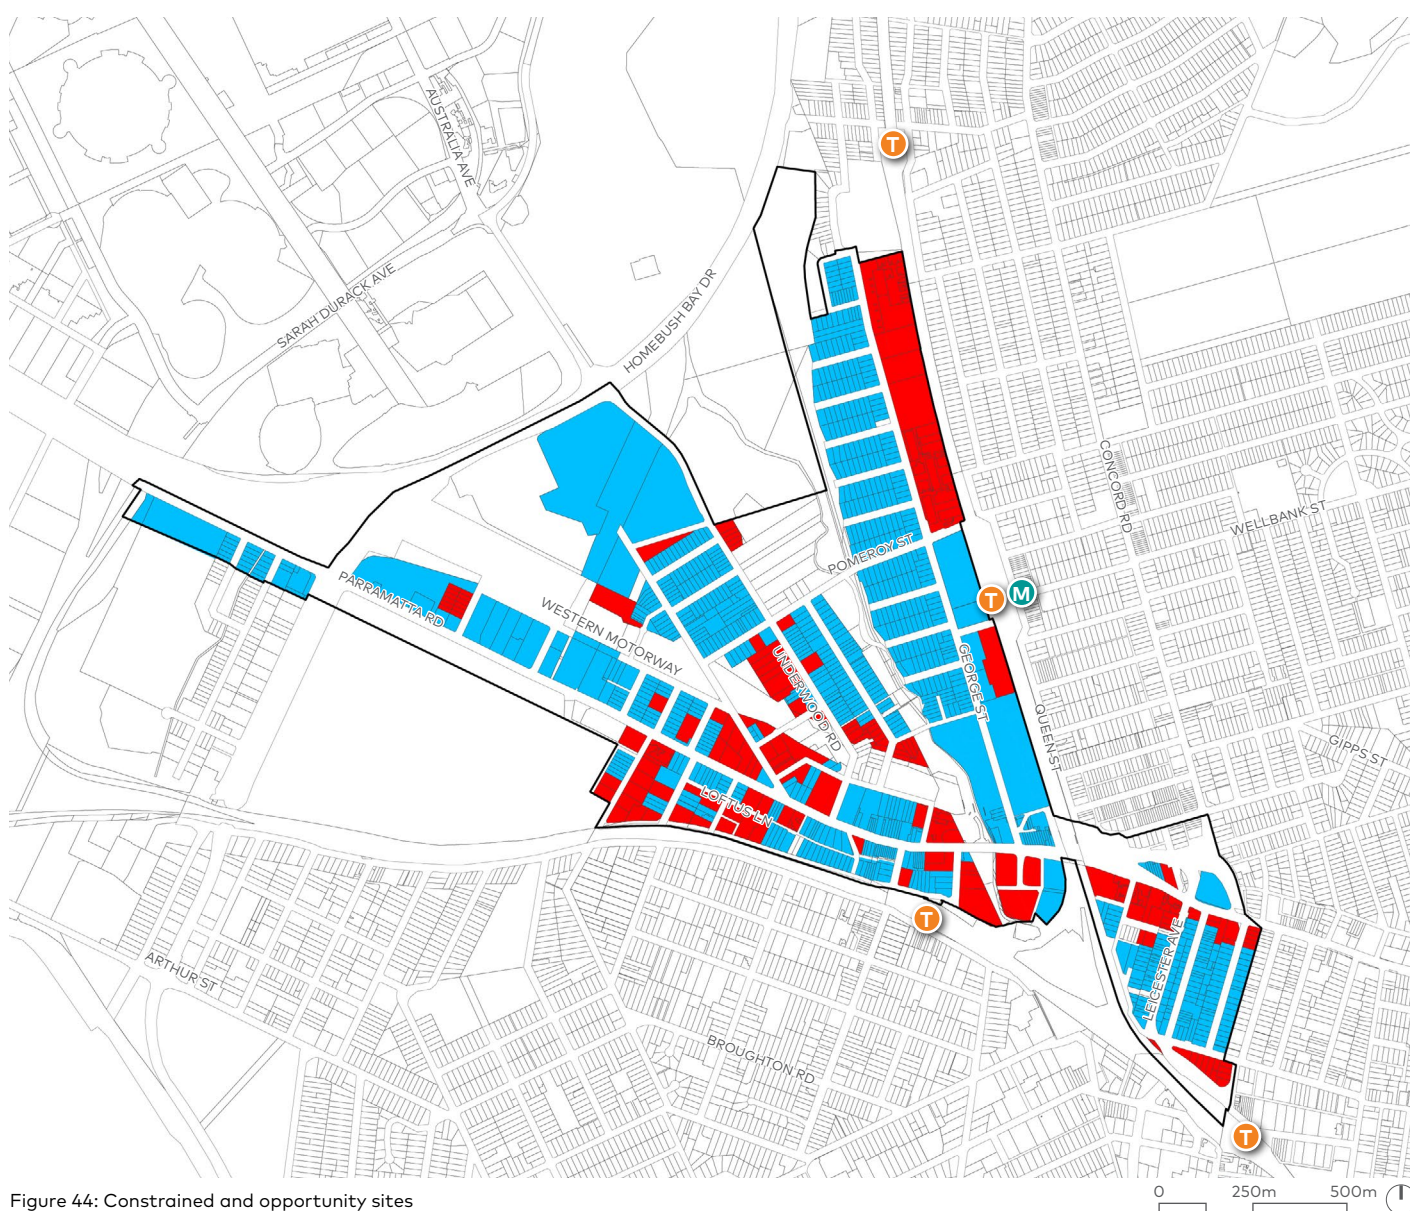 T
AUSTRALIA AVE
SARAH DURACK AVE
HOMEBUSH BAY DR
CONCORD RD
WELLBANK ST
POMEROY ST
PARRAMATTA RD
WESTERN MOTORWAY
T
M
UNDERWOOD RD
GEORGE ST
QUEEN ST
GIPPS ST
LOFTUS LN
T
LEICESTER AVE
ARTHUR ST
BROUGHTON RD
T
Figure 44: Constrained and opportunity sites
0 250m 500m